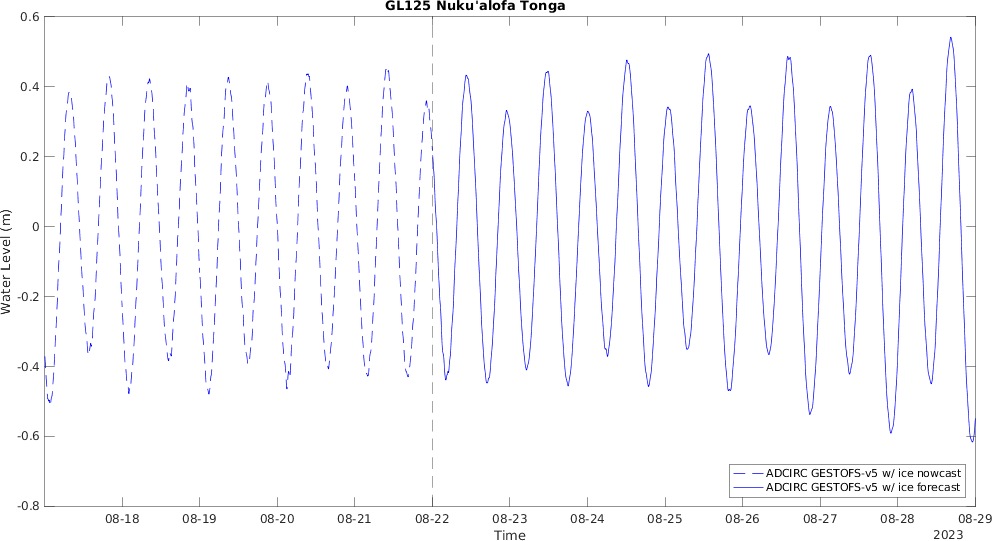 GL125 Nuku'alofa Tonga
0.6
0.4
0.2
0
-0.2
-0.4
-0.6
-0.8
Water Level (m)
ADCIRC GESTOFS-v5 w/ ice nowcast
ADCIRC GESTOFS-v5 w/ ice forecast
08-18 08-19 08-20 08-21 08-22 08-23 08-24 08-25 08-26 08-27 08-28 08-29
Time
2023